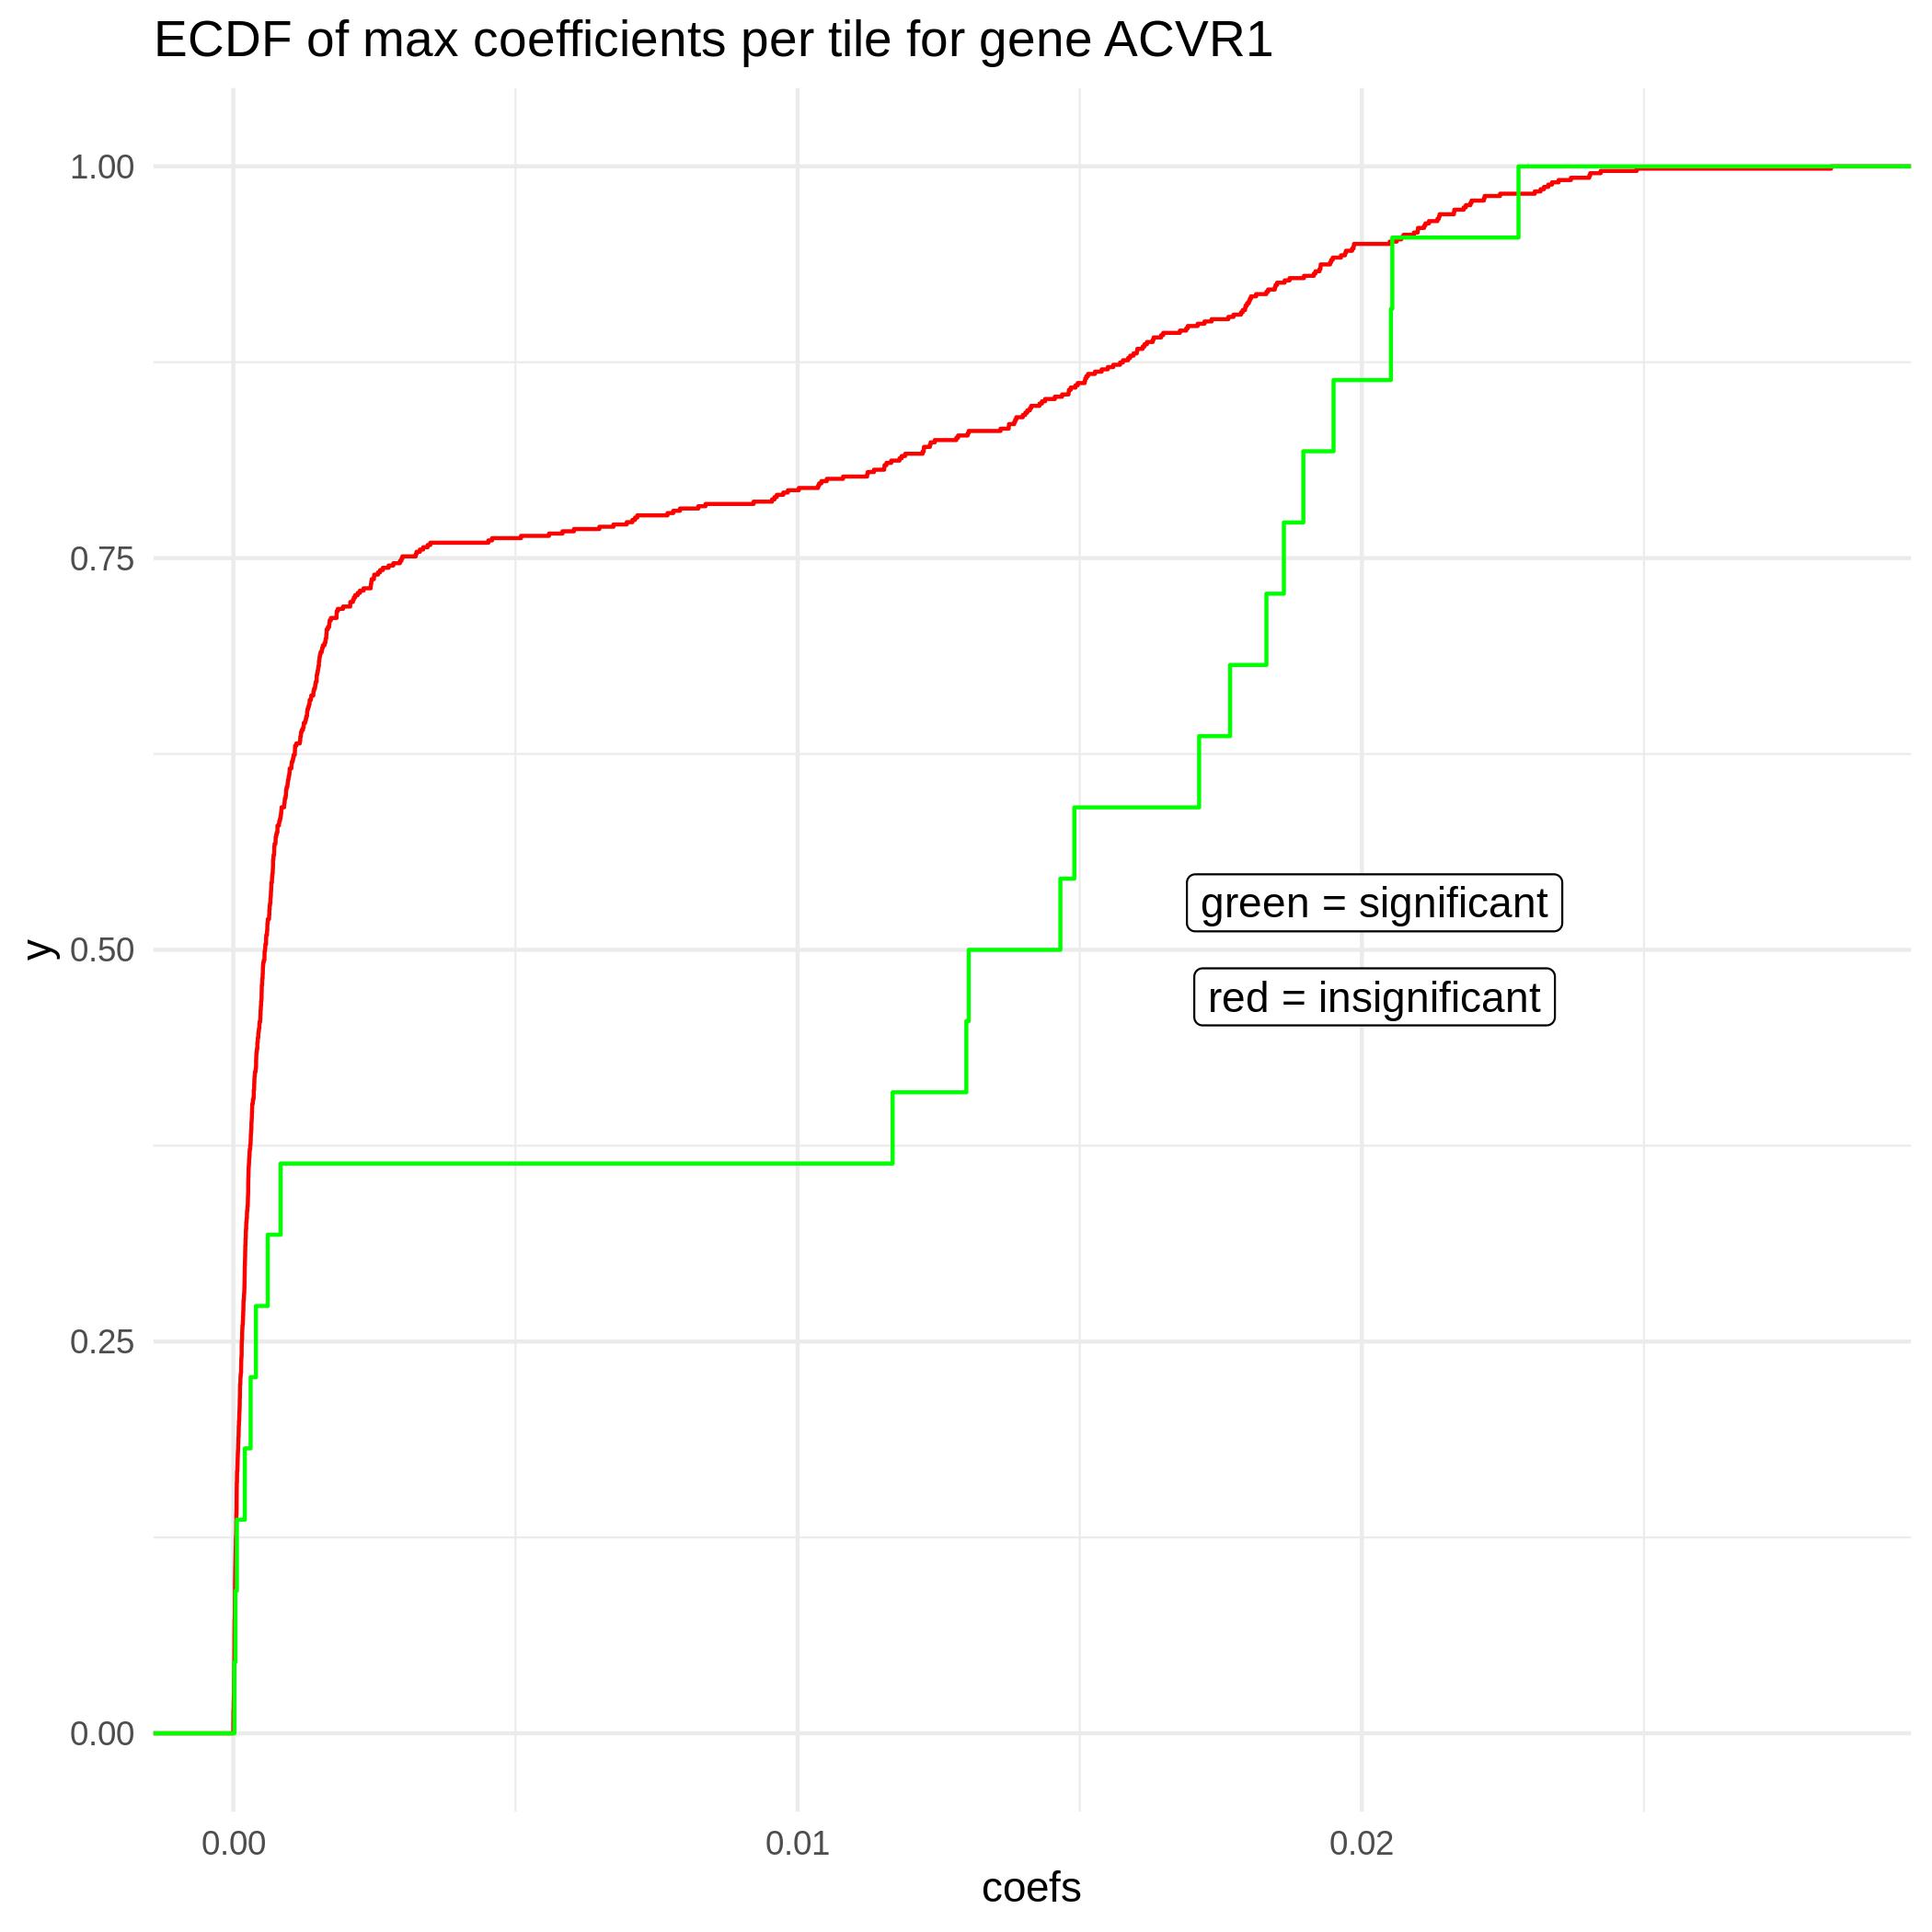 ECDF of max coefficients per tile for gene ACVR1
1.00
0.75
0.50
0.25
0.00
y
green = significant
red = insignificant
0.00 0.01 0.02
coefs